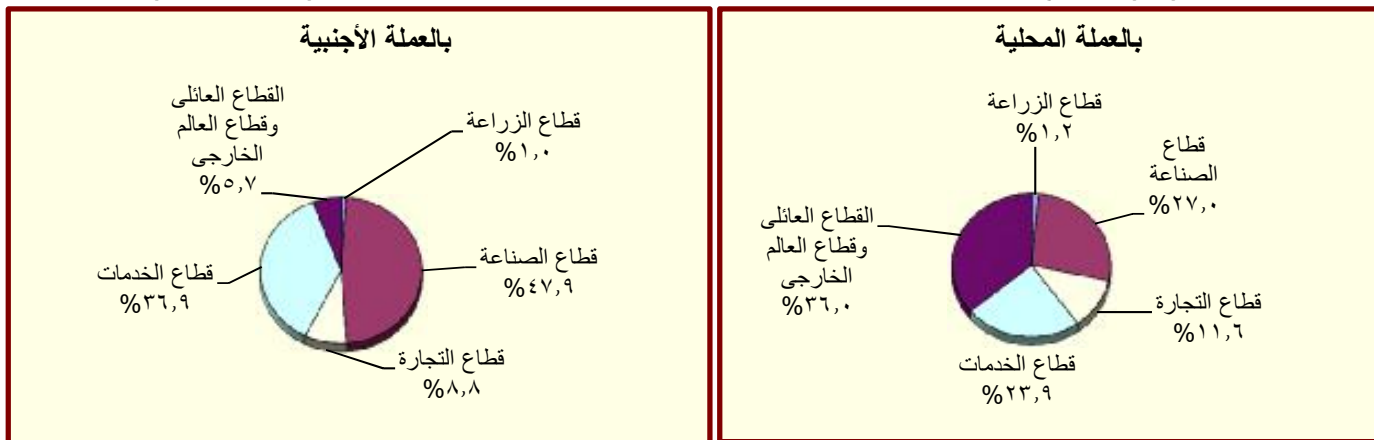 بالعملة المحلية
قطاع الزراعة
%١,٢
قطاع
الصناعة
%٢٧,٠
قطاع التجارة
%١١,٦
قطاع الخدمات
%٢٣,٩
القطاع العائلى
وقطاع العالم
الخارجى
%٣٦,٠
بالعملة الأجنبية
قطاع الزراعة
%١,٠
قطاع الصناعة
%٤٧,٩
قطاع التجارة
%٨,٨
قطاع الخدمات
%٣٦,٩
القطاع العائلى
وقطاع العالم
الخارجى
%٥,٧